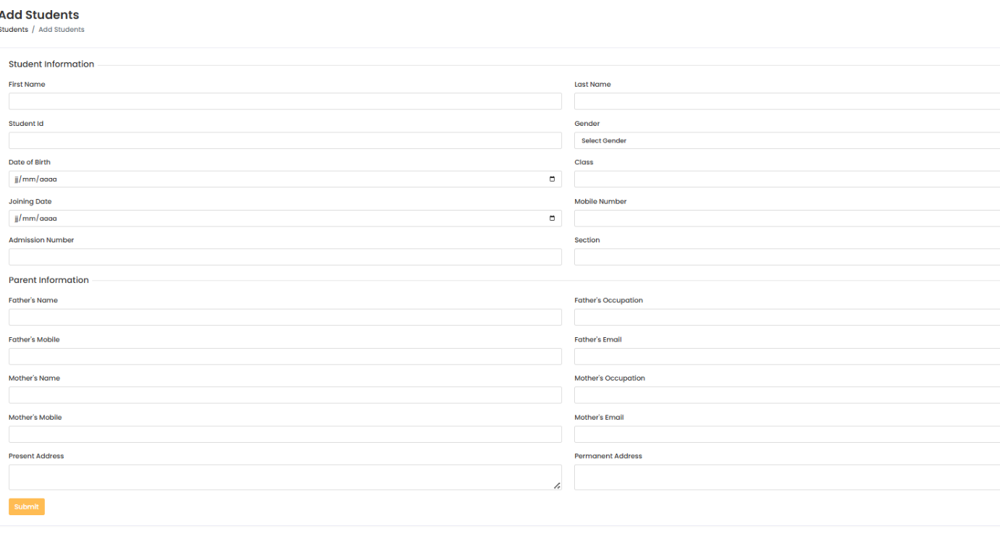 Add Students
Students / Add Students
Student Information
First Name
Last Name
Student Id
Gender
Select Gender
Date of Birth
Class
jj/mm/aaaa
Joining Date
Mobile Number
jj/mm/aaaa
Admission Number
Section
Parent Information
Father's Name
Father's Occupation
Father's Mobile
Father's Email
Mother's Name
Mother's Occupation
Mother's Mobile
Mother's Email
Present Address
Permanent Address
Submit